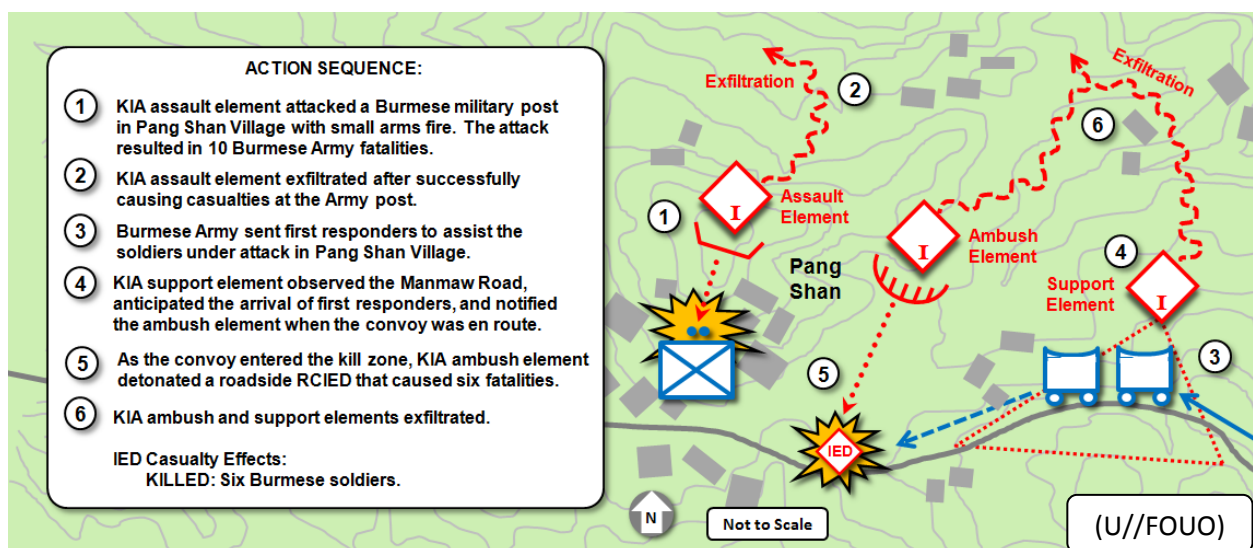 ACTION SEQUENCE:
1 KIA assault element attacked a Burmese military post
in Pang Shan Village with small arms fire. The attack
resulted in 10 Burmese Army fatalities.
2 KIA assault element exfiltrated after successfully
causing casualties at the Army post.
3 Burmese Army sent first responders to assist the
soldiers under attack in Pang Shan Village.
4 KIA support element observed the Manmaw Road,
anticipated the arrival of first responders, and notified
the ambush element when the convoy was en route.
5 As the convoy entered the kill zone, KIA ambush element
detonated a roadside RCIED that caused six fatalities.
6 KIA ambush and support elements exfiltrated.
IED Casualty Effects:
KILLED: Six Burmese soldiers.
Exfiltration
2
Exfiltration
6
I
Assault
Element
1
I
Ambush
Element
4
Support
Element
I
Pang
Shan
3
5
IED
N
Not to Scale
(U//FOUO)